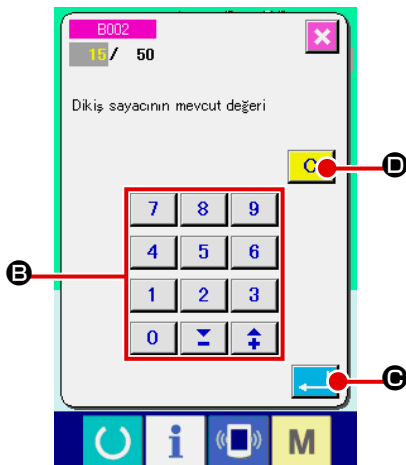 B002
15/ 50
Dikiş sayacının mevcut değeri
C
D
7 8 9
4 5 6
B
1 2 3
0
C
i M